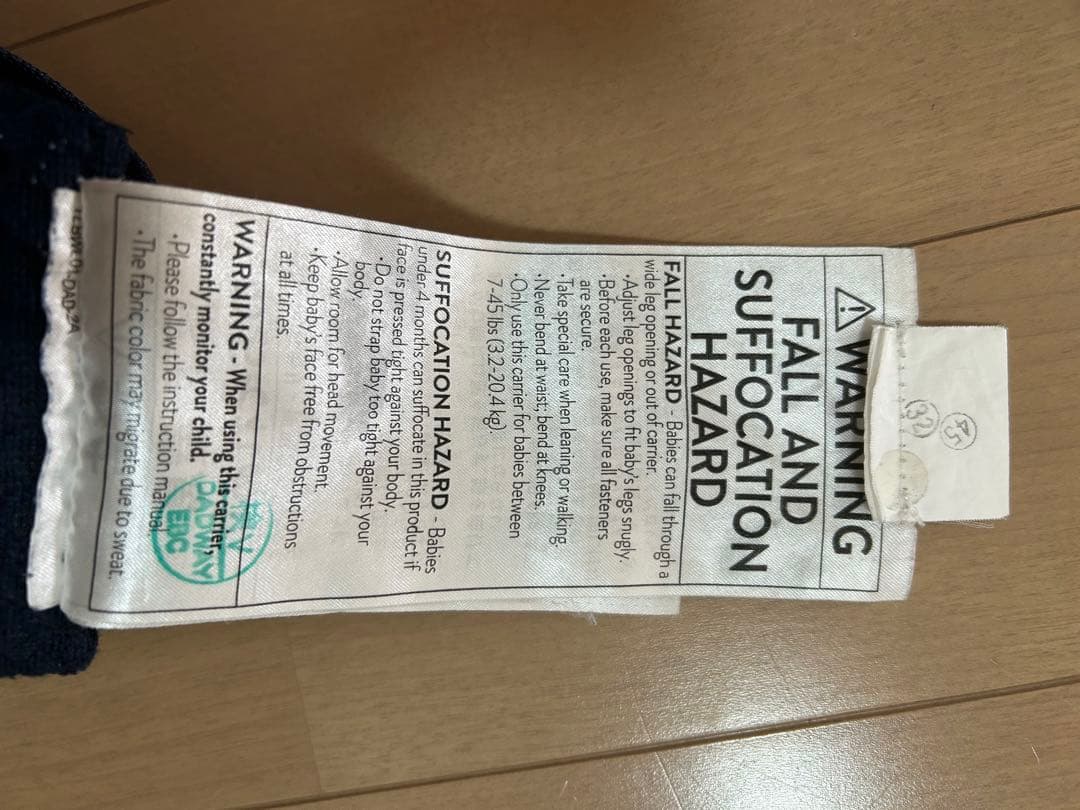 32
WARNING
FALL AND
SUFFOCATION
HAZARD
FALL HAZARD - Babies can fall through a
wide leg opening or out of carrier.
•Adjust leg openings to fit baby's legs snugly.
•Before each use, make sure all fasteners
are secure.
•Take special care when leaning or walking.
•Never bend at waist; bend at knees.
•Only use this carrier for babies between
7-45 lbs (3.2-20.4 kg).
SUFFOCATION HAZARD - Babies
under 4 months can suffocate in this product if
face is pressed tight against your body.
•Do not strap baby too tight against your
body.
•Allow room for head movement.
•Keep baby's face free from obstructions
at all times.
WARNING - When using this carrier,
constantly monitor your child.
•Please follow the instruction manual.
•The fabric color may migrate due to sweat.
DADWAY
EDC